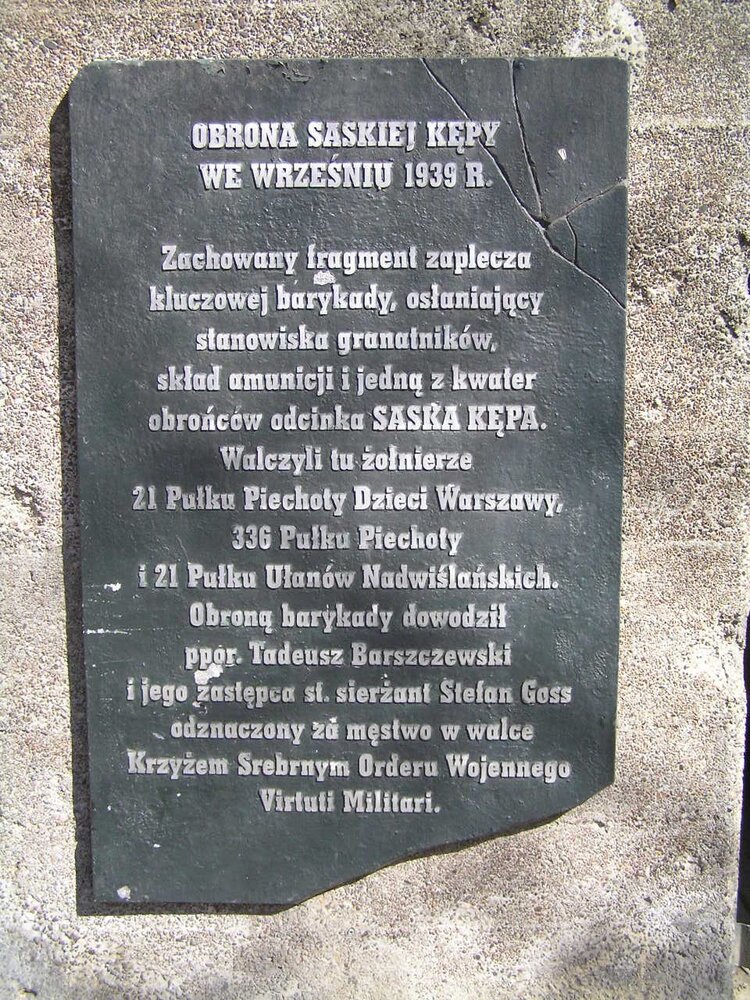 OBRONA SASKIEJ KĘPY
WE WRZEŚNIU 1939 R.
Zachowany fragment zaplecza
kluczowej barykady, osłaniający
stanowiska granatników,
skład amunicji i jedną z kwater
obrońców odcinka SASKA KĘPA.
Walczyli tu żołnierze
21 Pułku Piechoty Dzieci Warszawy,
336 Pułku Piechoty
i 21 Pułku Ułanów Nadwiślańskich.
Obroną barykady dowodził
ppor. Tadeusz Barszczewski
i jego zastępca st. sierżant Stefan Goss
odznaczony za męstwo w walce
Krzyżem Srebrnym Orderu Wojennego
Virtuti Militari.